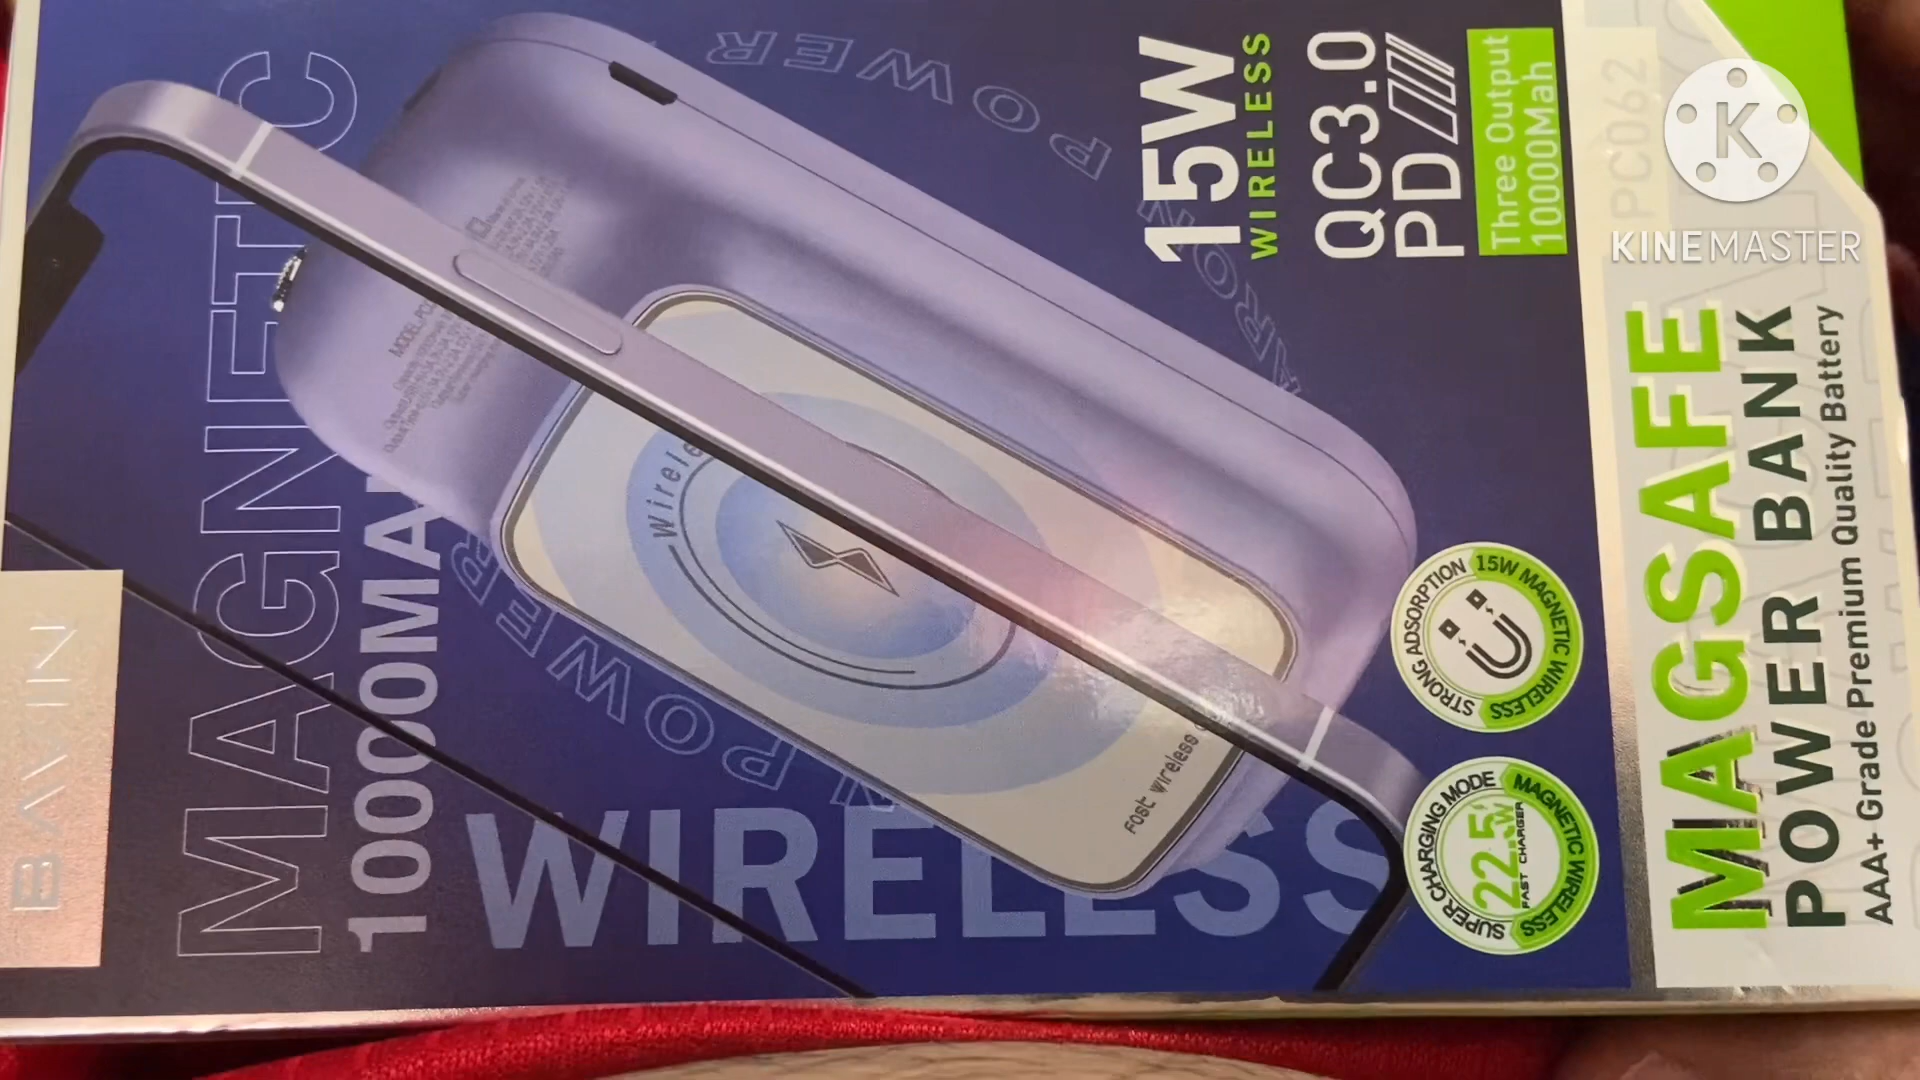 BAVIN
MAGNETIC
10000MA
WIRELESS
POWER
POWER
Wirele
Fast wireless
15W
WIRELESS
QC3.0
PD
Three Output
10000Mah
STRONG ADSORPTION
15W MAGNETIC WIRELESS
SUPER CHARGING MODE
22.5W
FAST CHARGER
MAGNETIC WIRELESS
PC062
MAGSAFE
POWER BANK
AAA+ Grade Premium Quality Battery
K
KINEMASTER